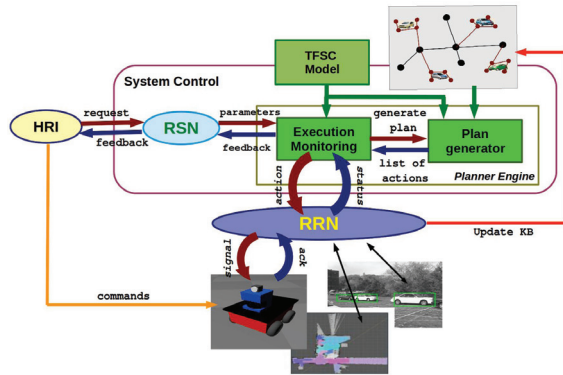 TFSC
Model
System Control
HRI
request
feedback
RSN
parameters
feedback
Execution
Monitoring
generate
plan
list of
actions
Plan
generator
Planner Engine
action
status
RRN
Update KB
signal
ack
commands